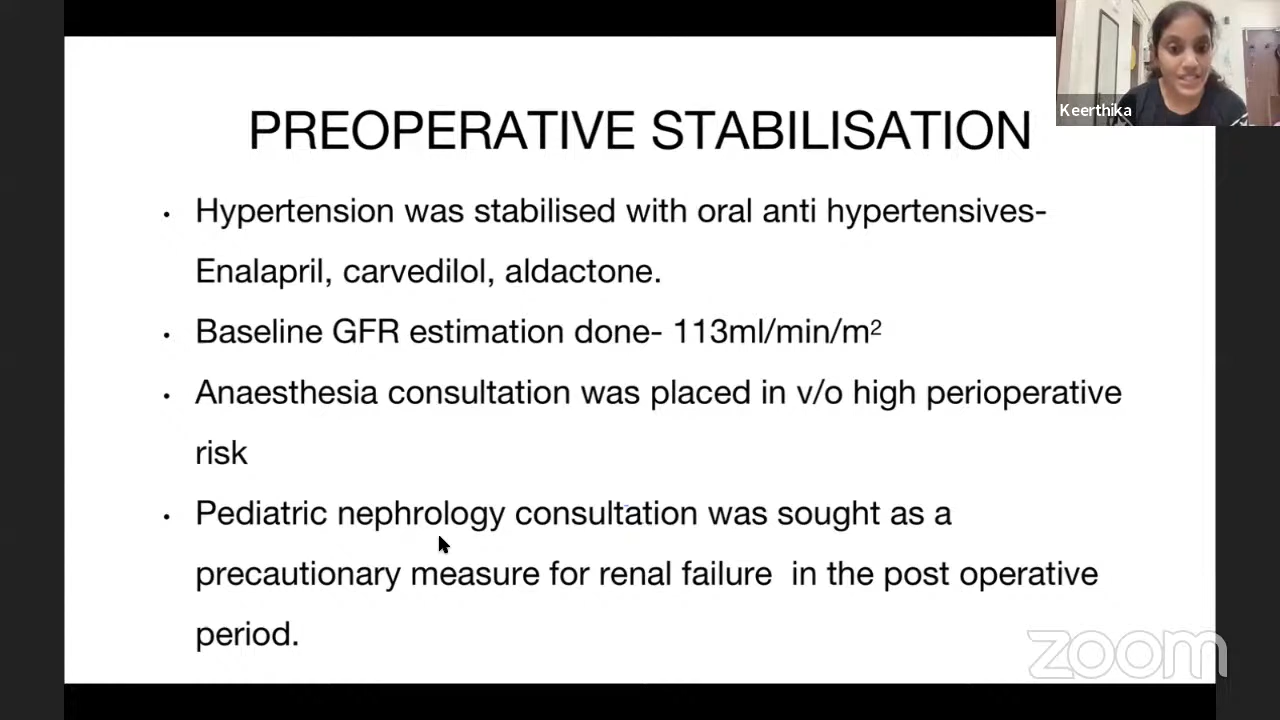 Keerthika
PREOPERATIVE STABILISATION
• Hypertension was stabilised with oral anti hypertensives-
Enalapril, carvedilol, aldactone.
• Baseline GFR estimation done- 113ml/min/m²
• Anaesthesia consultation was placed in v/o high perioperative
risk
• Pediatric nephrology consultation was sought as a
precautionary measure for renal failure in the post operative
period.
zoom